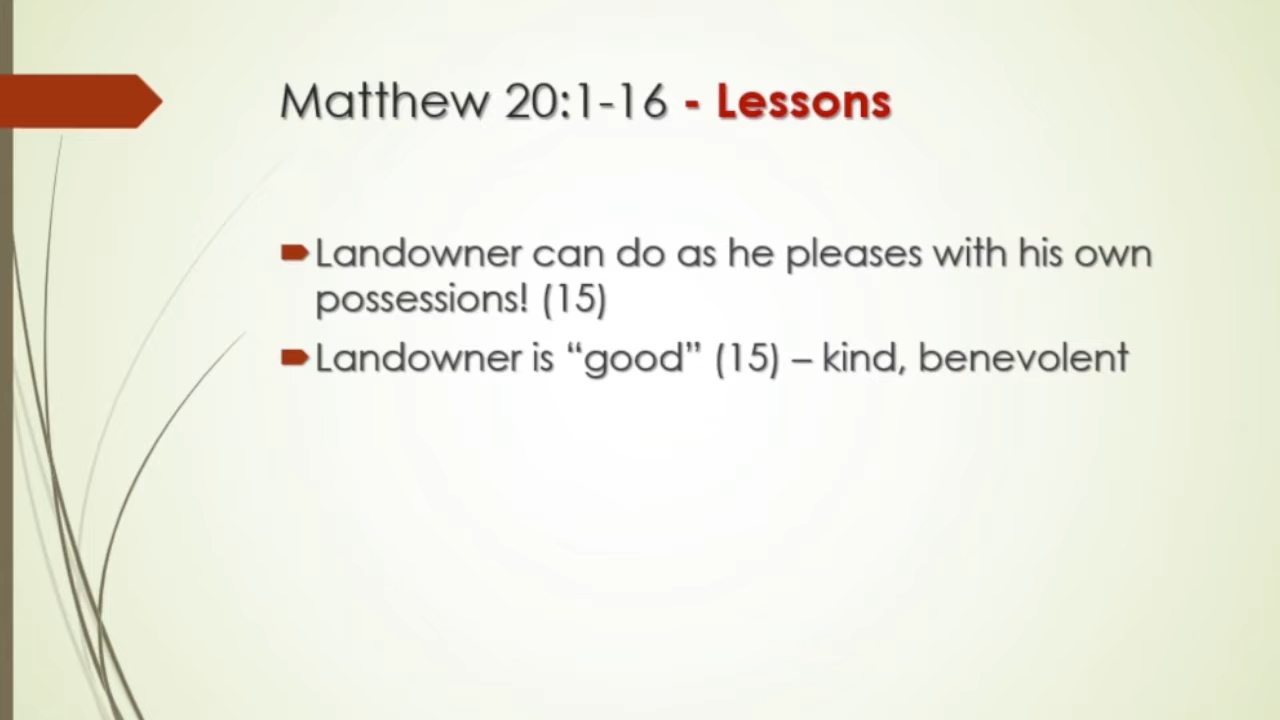 Matthew 20:1-16 - Lessons
Landowner can do as he pleases with his own
possessions! (15)
Landowner is “good” (15) – kind, benevolent